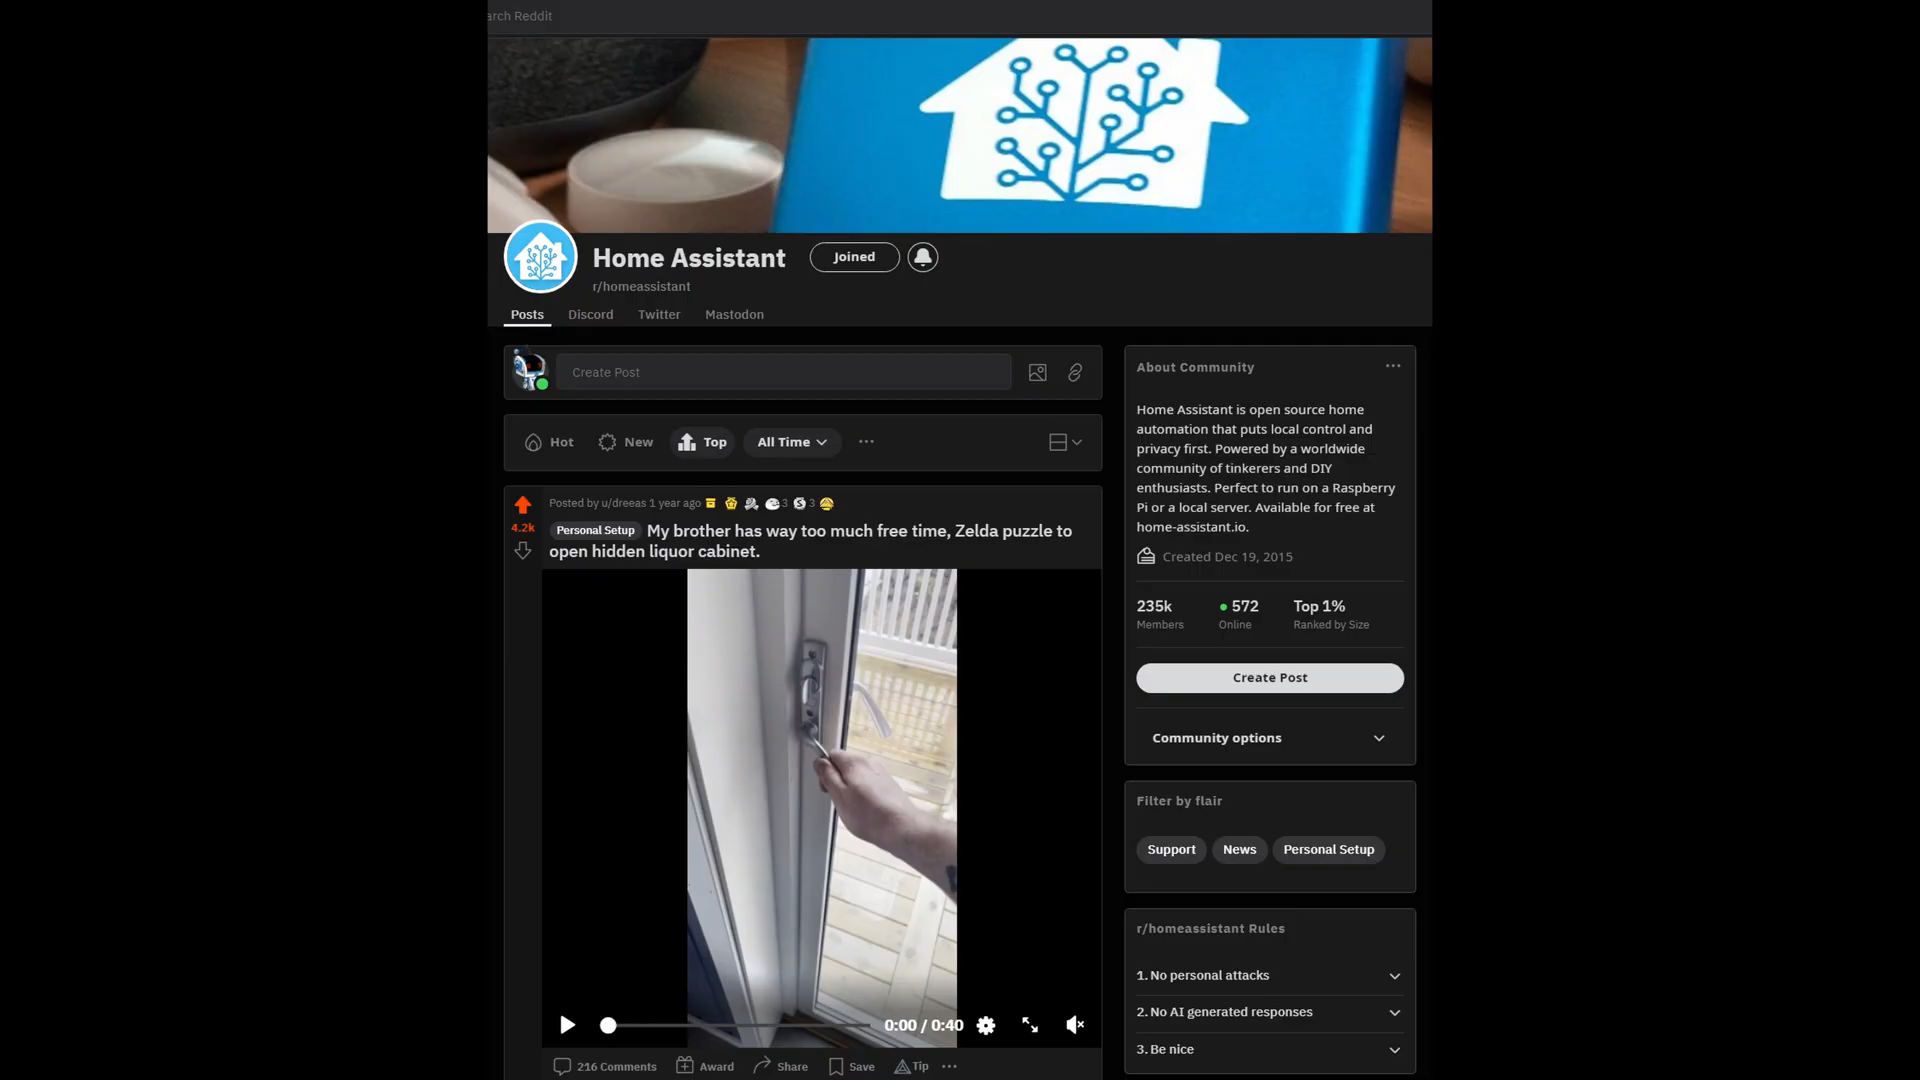 arch Reddit
Home Assistant
Joined
r/homeassistant
Posts
Discord
Twitter
Mastodon
Create Post
Hot
New
Top
All Time
Posted by u/dreeas 1 year ago
3
3
4.2k
Personal Setup My brother has way too much free time, Zelda puzzle to
open hidden liquor cabinet.
0:00 / 0:40
216 Comments
Award
Share
Save
Tip
About Community
Home Assistant is open source home
automation that puts local control and
privacy first. Powered by a worldwide
community of tinkerers and DIY
enthusiasts. Perfect to run on a Raspberry
Pi or a local server. Available for free at
home-assistant.io.
Created Dec 19, 2015
235k
572
Top 1%
Members
Online
Ranked by Size
Create Post
Community options
Filter by flair
Support
News
Personal Setup
r/homeassistant Rules
1. No personal attacks
2. No AI generated responses
3. Be nice